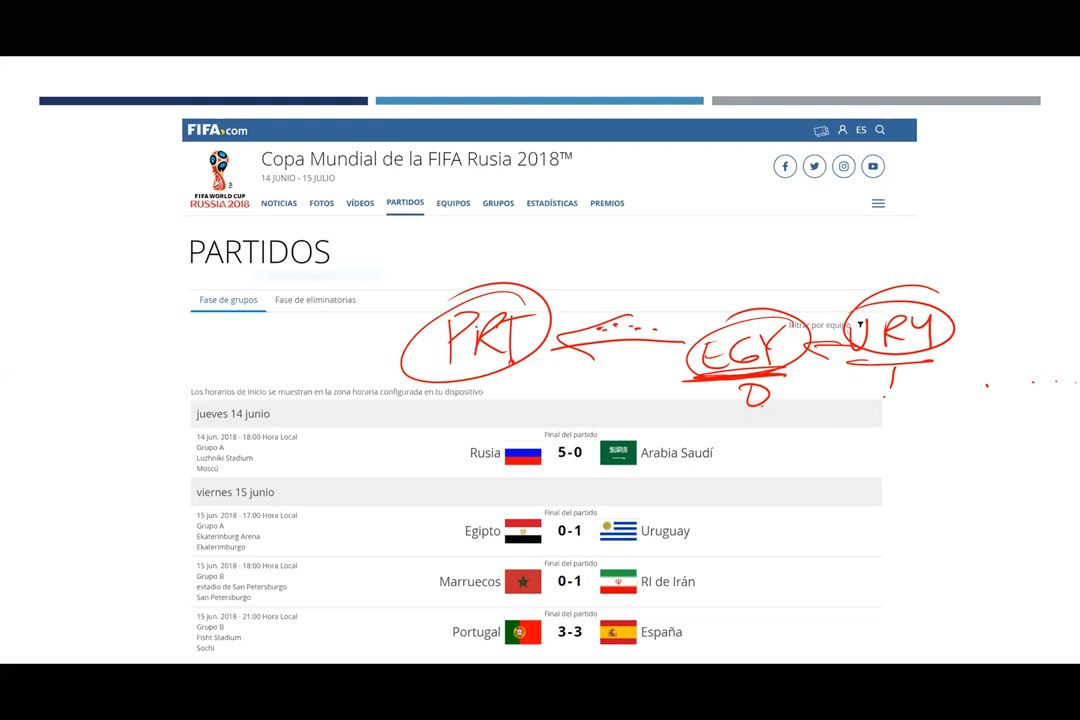 FIFA.com
ES
Copa Mundial de la FIFA Rusia 2018™
14 JUNIO - 15 JULIO
FIFA WORLD CUP
RUSSIA 2018
NOTICIAS FOTOS VÍDEOS PARTIDOS EQUIPOS GRUPOS ESTADÍSTICAS PREMIOS
PARTIDOS
Fase de grupos Fase de eliminatorias
Filtrar por equipo
PRT EGY URY
D
!
Los horarios de inicio se muestran en la zona horaria configurada en tu dispositivo
jueves 14 junio
14 jun. 2018 - 18:00 Hora Local
Grupo A
Luzhniki Stadium
Moscú
Final del partido
Rusia 5-0 Arabia Saudí
viernes 15 junio
15 jun. 2018 - 17:00 Hora Local
Grupo A
Ekaterinburg Arena
Ekaterimburgo
Final del partido
Egipto 0-1 Uruguay
15 jun. 2018 - 18:00 Hora Local
Grupo B
estadio de San Petersburgo
San Petersburgo
Final del partido
Marruecos 0-1 RI de Irán
15 jun. 2018 - 21:00 Hora Local
Grupo B
Fisht Stadium
Sochi
Final del partido
Portugal 3-3 España